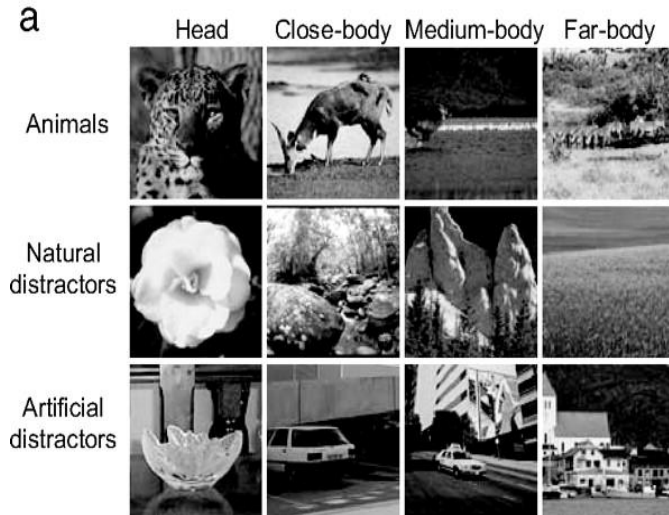 a
Head Close-body Medium-body Far-body
Animals
Natural
distractors
Artificial
distractors